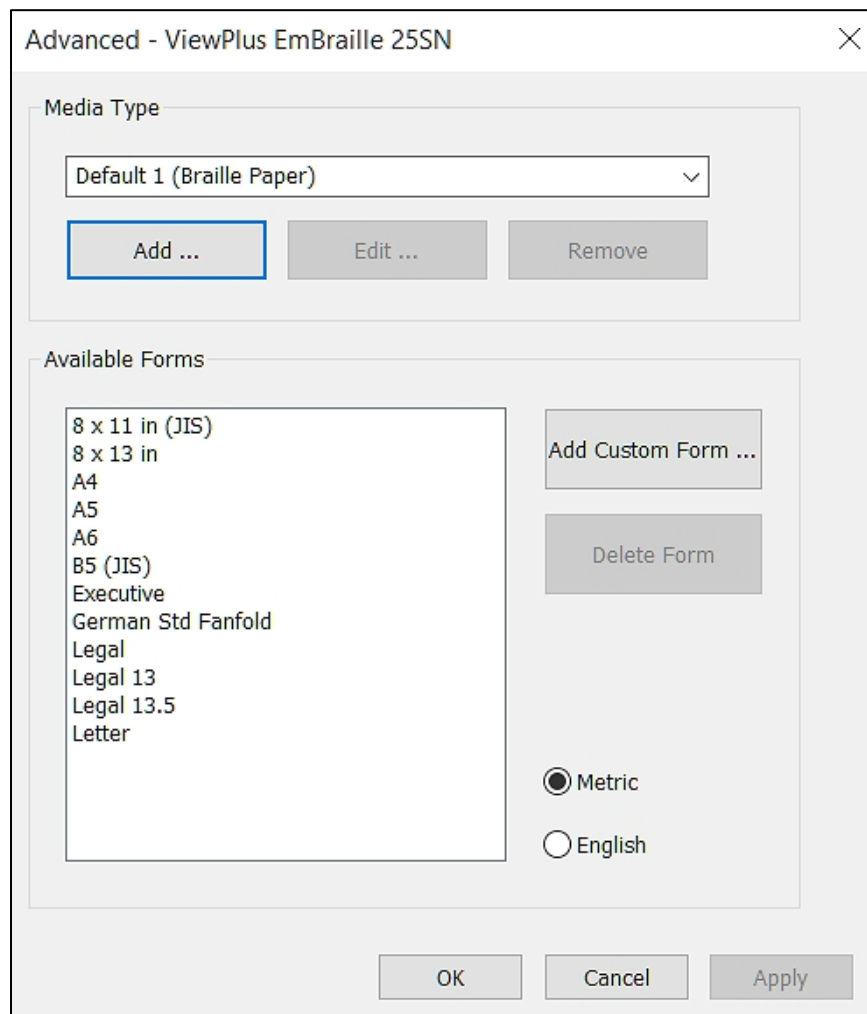 Advanced - ViewPlus EmBraille 25SN
Media Type
Default 1 (Braille Paper)
Add ...
Edit ...
Remove
Available Forms
8 x 11 in (JIS)
8 x 13 in
A4
A5
A6
B5 (JIS)
Executive
German Std Fanfold
Legal
Legal 13
Legal 13.5
Letter
Add Custom Form ...
Delete Form
Metric
English
OK
Cancel
Apply